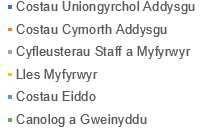 Costau Uniongyrchol Addysgu
Costau Cymorth Addysgu
Cyfleusterau Staff a Myfyrwyr
Lles Myfyrwyr
Costau Eiddo
Canolog a Gweinyddu